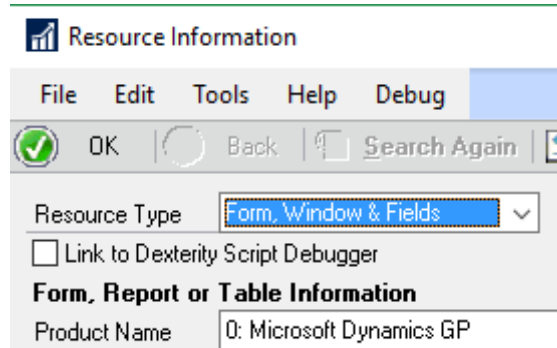 Resource Information
File Edit Tools Help Debug
OK Back Search Again
Resource Type Form, Window & Fields
Link to Dexterity Script Debugger
Form, Report or Table Information
Product Name 0: Microsoft Dynamics GP